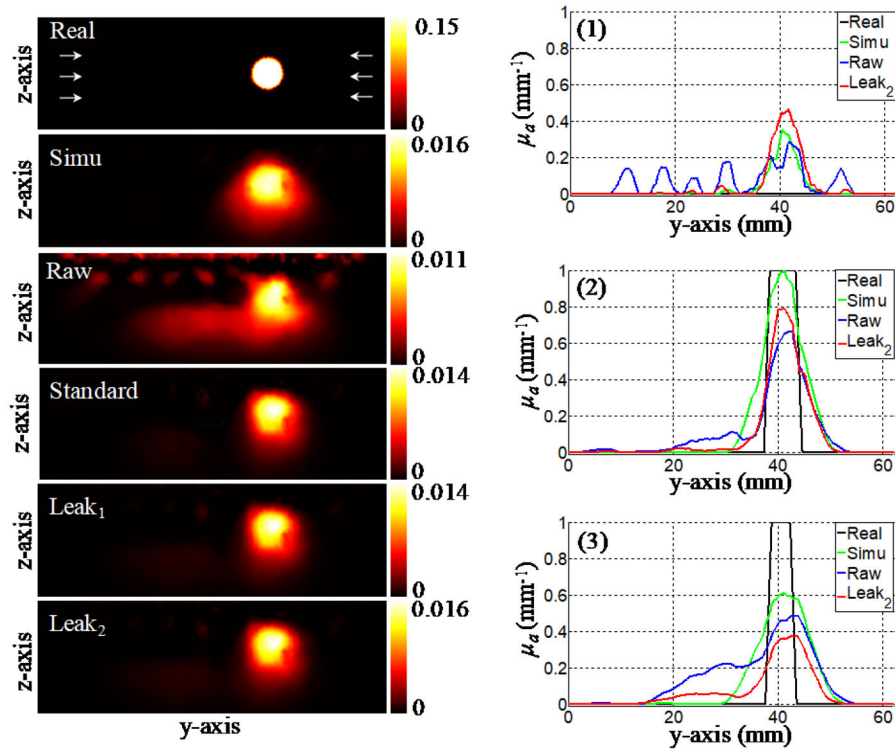 Real
0.15
0
z-axis
Simu
0.016
0
z-axis
Raw
0.011
0
z-axis
Standard
0.014
0
z-axis
Leak1
0.014
0
z-axis
Leak2
0.016
0
z-axis
y-axis
(1)
Real
Simu
Raw
Leak2
1
0.8
0.6
0.4
0.2
0
0 20 40 60
μa (mm-1)
y-axis (mm)
(2)
Real
Simu
Raw
Leak2
1
0.8
0.6
0.4
0.2
0
0 20 40 60
μa (mm-1)
y-axis (mm)
(3)
Real
Simu
Raw
Leak2
1
0.8
0.6
0.4
0.2
0
0 20 40 60
μa (mm-1)
y-axis (mm)